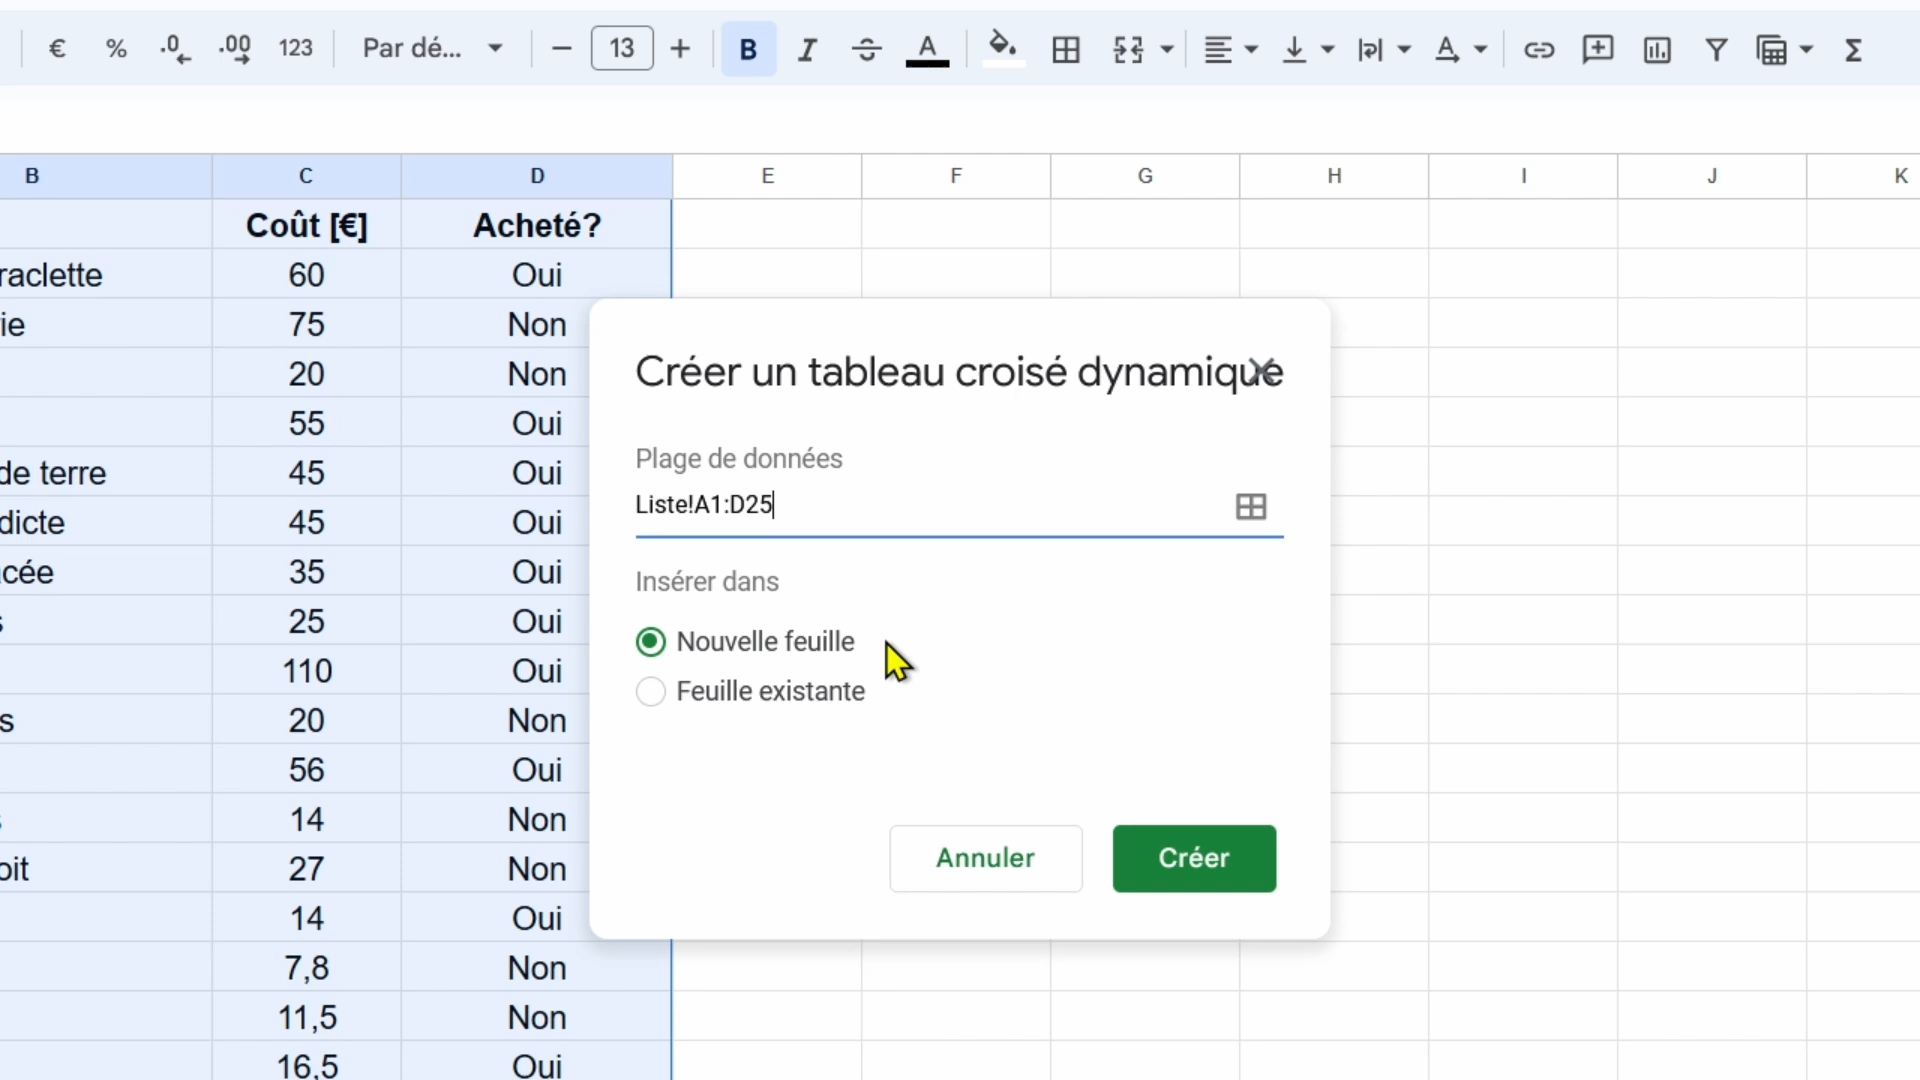 € % .0 .00 123 Par dé... 13 B I S A A Σ
B C D E F G H I J K
Coût [€] Acheté?
raclette 60 Oui
ie 75 Non
20 Non
55 Oui
de terre 45 Oui
dicte 45 Oui
cée 35 Oui
s 25 Oui
110 Oui
s 20 Non
56 Oui
14 Non
oit 27 Non
14 Oui
7,8 Non
11,5 Non
16,5 Oui
Créer un tableau croisé dynamique
Plage de données
Liste!A1:D25
Insérer dans
Nouvelle feuille
Feuille existante
Annuler Créer